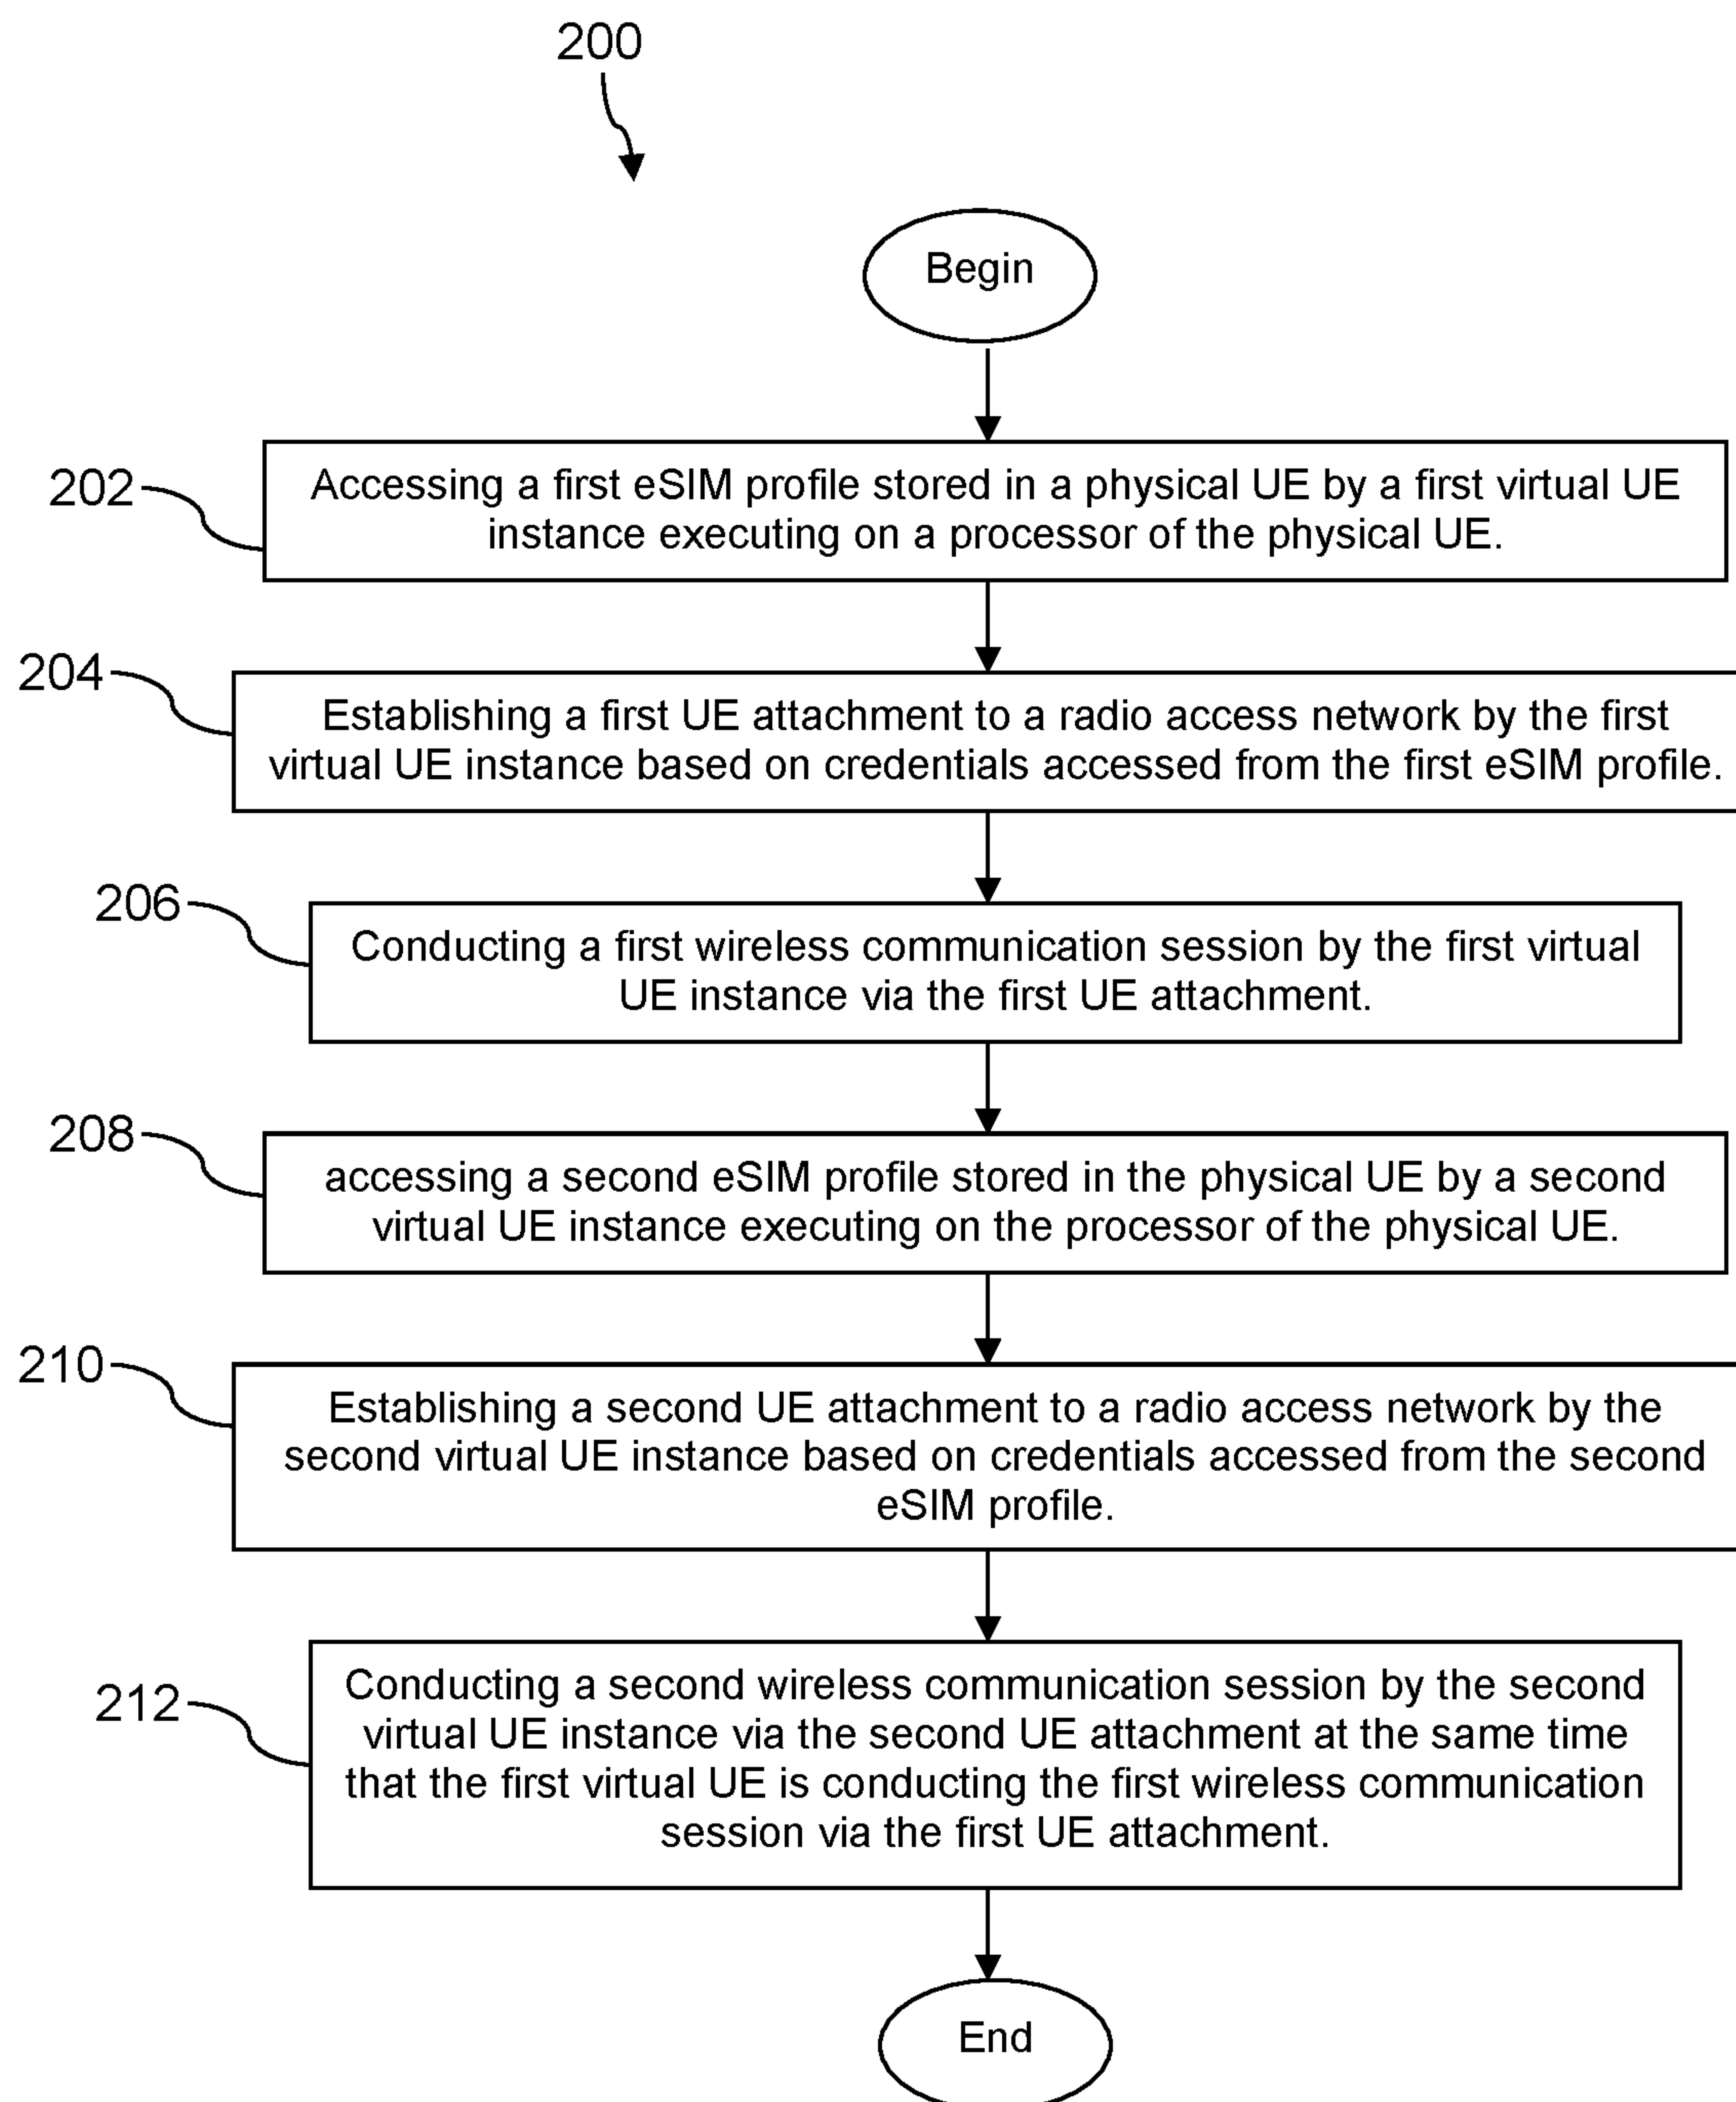 200
Begin
202
Accessing a first eSIM profile stored in a physical UE by a first virtual UE
instance executing on a processor of the physical UE.
204
Establishing a first UE attachment to a radio access network by the first
virtual UE instance based on credentials accessed from the first eSIM profile.
206
Conducting a first wireless communication session by the first virtual
UE instance via the first UE attachment.
208
accessing a second eSIM profile stored in the physical UE by a second
virtual UE instance executing on the processor of the physical UE.
210
Establishing a second UE attachment to a radio access network by the
second virtual UE instance based on credentials accessed from the second
eSIM profile.
212
Conducting a second wireless communication session by the second
virtual UE instance via the second UE attachment at the same time
that the first virtual UE is conducting the first wireless communication
session via the first UE attachment.
End